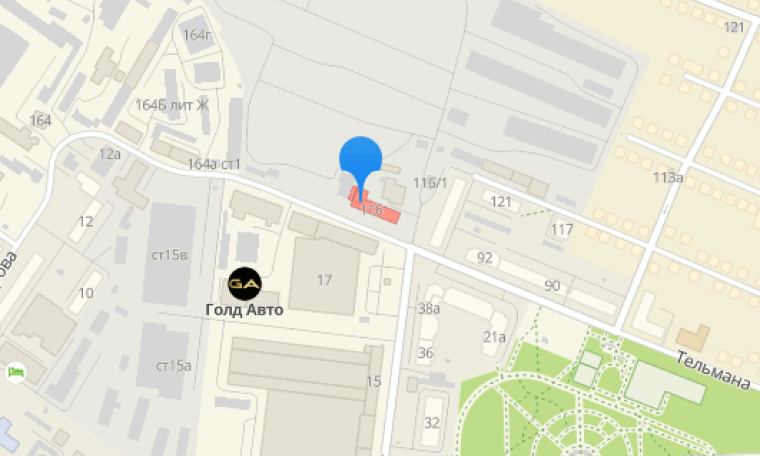 121
164г
164Б лит Ж
164
12а
164а ст1
116/1
113а
121
116
12
117
ст15в
92
17
90
GA
10
Голд Авто
38а
21а
36
Тельмана
ст15а
15
32